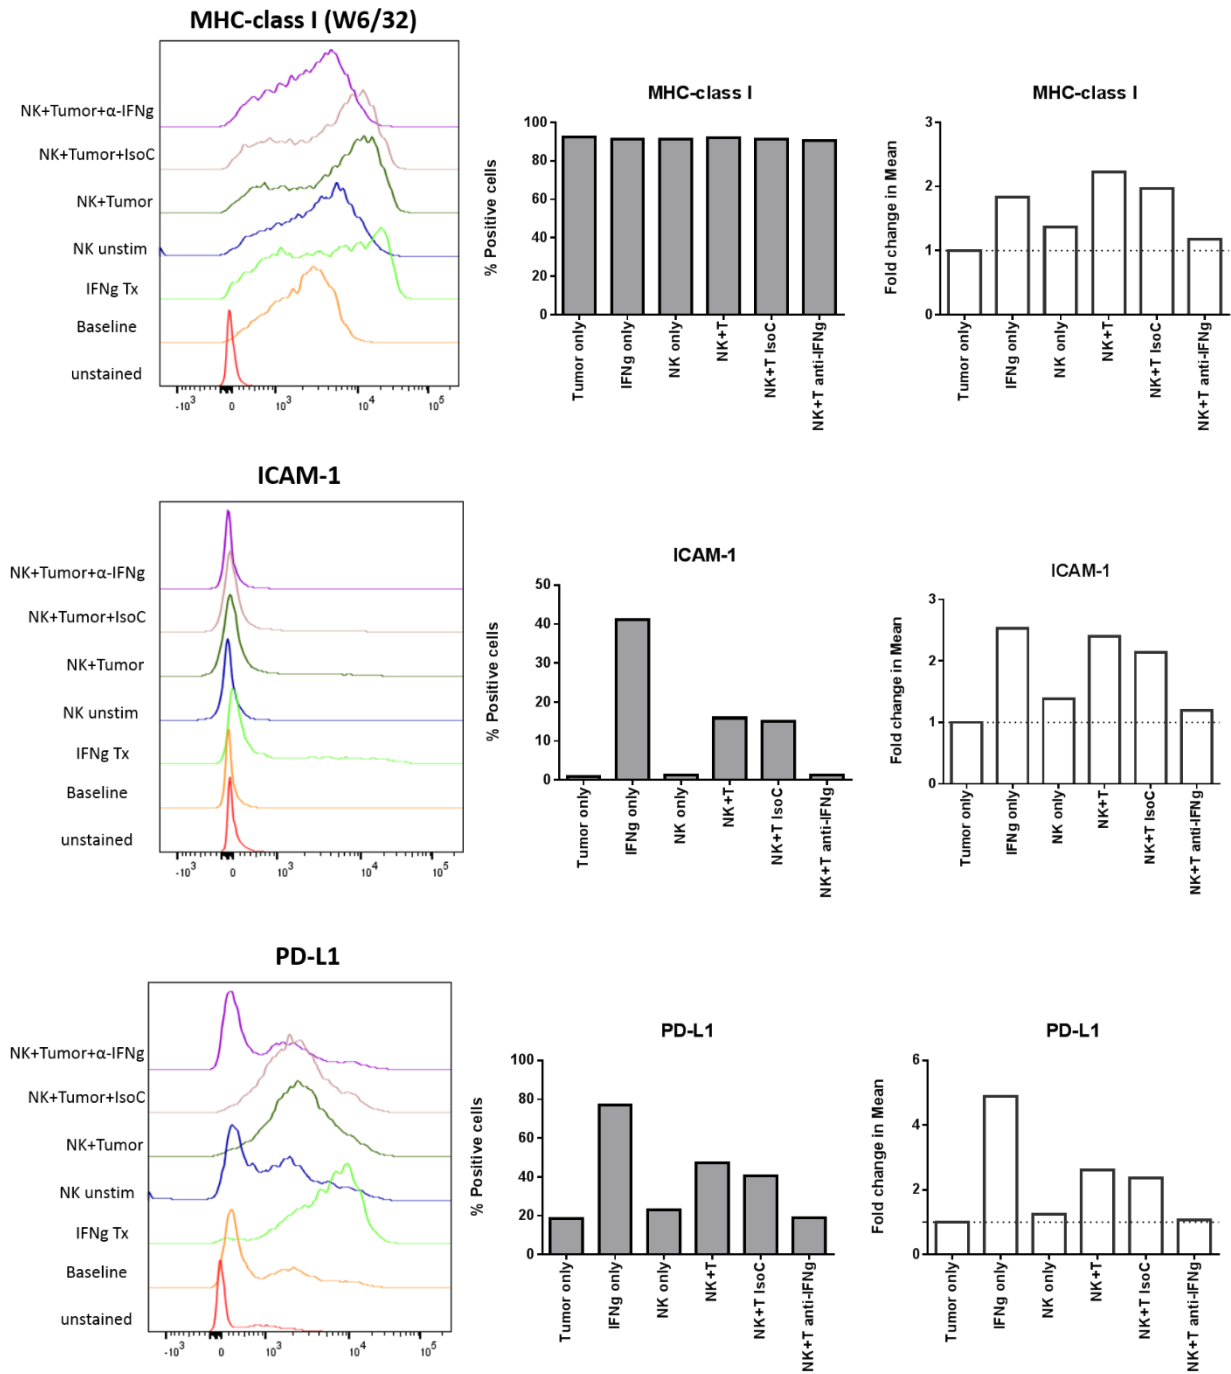 MHC-class I (W6/32)
NK+Tumor+α-IFNg
NK+Tumor+IsoC
NK+Tumor
NK unstim
IFNg Tx
Baseline
unstained
-10³ 0 10³ 10⁴ 10⁵
MHC-class I
% Positive cells
100
80
60
40
20
0
Tumor only
IFNg only
NK only
NK+T
NK+T IsoC
NK+T anti-IFNg
MHC-class I
Fold change in Mean
3
2
1
0
Tumor only
IFNg only
NK only
NK+T
NK+T IsoC
NK+T anti-IFNg
ICAM-1
NK+Tumor+α-IFNg
NK+Tumor+IsoC
NK+Tumor
NK unstim
IFNg Tx
Baseline
unstained
-10³ 0 10³ 10⁴ 10⁵
ICAM-1
% Positive cells
50
40
30
20
10
0
Tumor only
IFNg only
NK only
NK+T
NK+T IsoC
NK+T anti-IFNg
ICAM-1
Fold change in Mean
3
2
1
0
Tumor only
IFNg only
NK only
NK+T
NK+T IsoC
NK+T anti-IFNg
PD-L1
NK+Tumor+α-IFNg
NK+Tumor+IsoC
NK+Tumor
NK unstim
IFNg Tx
Baseline
unstained
-10³ 0 10³ 10⁴ 10⁵
PD-L1
% Positive cells
100
80
60
40
20
0
Tumor only
IFNg only
NK only
NK+T
NK+T IsoC
NK+T anti-IFNg
PD-L1
Fold change in Mean
6
4
2
0
Tumor only
IFNg only
NK only
NK+T
NK+T IsoC
NK+T anti-IFNg